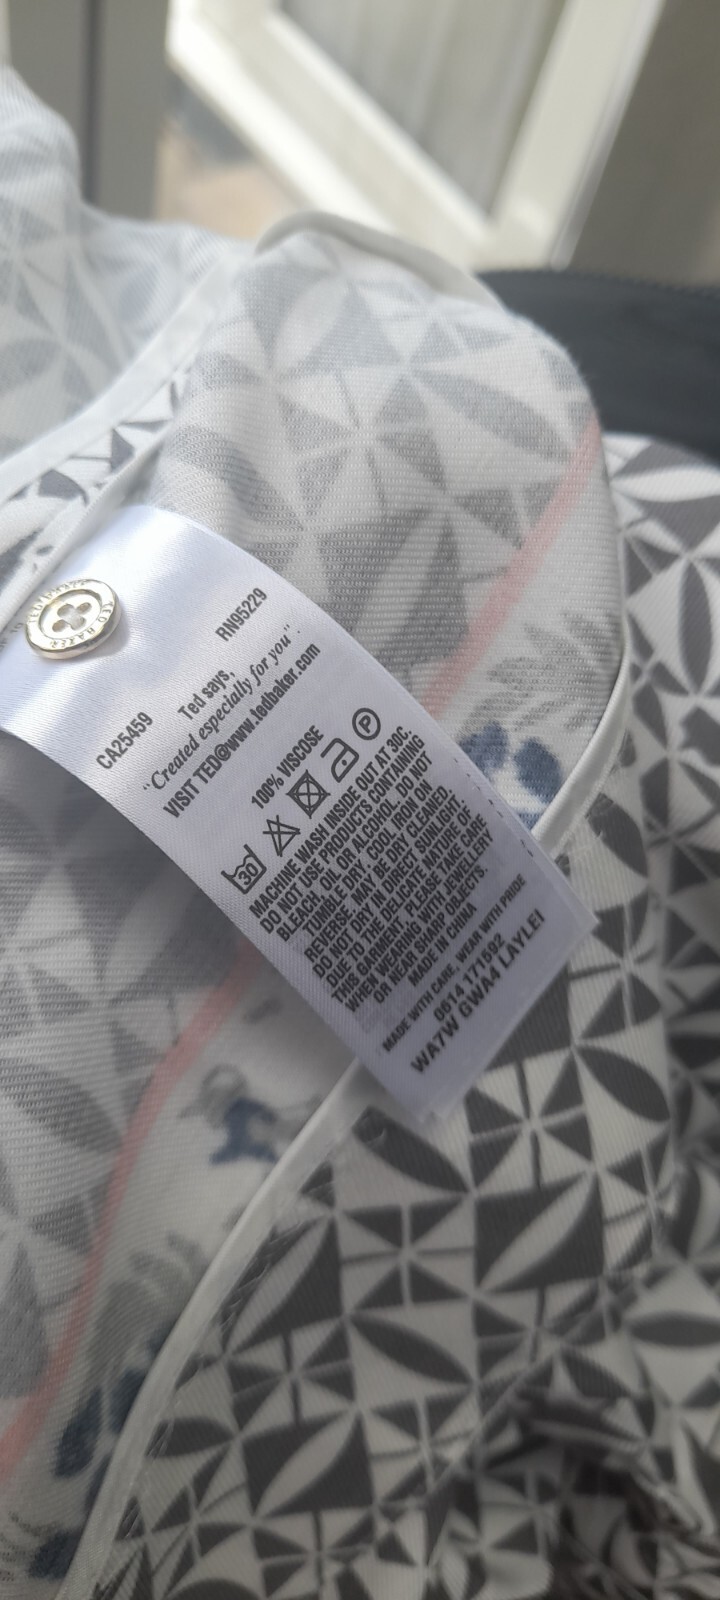 TED BAKER
CA25459 RN95229
Ted says,
"Created especially for you".
VISIT TED@www.tedbaker.com
100% VISCOSE
30 P
MACHINE WASH INSIDE OUT AT 30C.
DO NOT USE PRODUCTS CONTAINING
BLEACH, OIL OR ALCOHOL. DO NOT
TUMBLE DRY. COOL IRON ON
REVERSE. MAY BE DRY CLEANED.
DO NOT DRY IN DIRECT SUNLIGHT.
DUE TO THE DELICATE NATURE OF
THIS GARMENT, PLEASE TAKE CARE
WHEN WEARING WITH JEWELLERY
OR NEAR SHARP OBJECTS.
MADE IN CHINA
MADE WITH CARE, WEAR WITH PRIDE
0614 171592
WA7W GWA4 LAYLEI